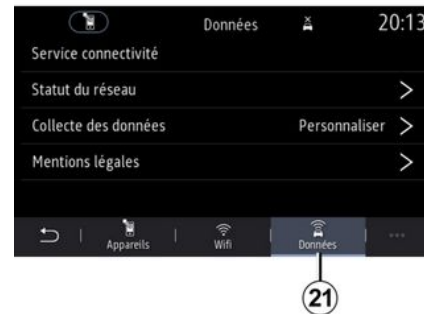 Données 20:13
Service connectivité
Statut du réseau
Collecte des données Personnaliser
Mentions légales
Appareils Wifi Données
21